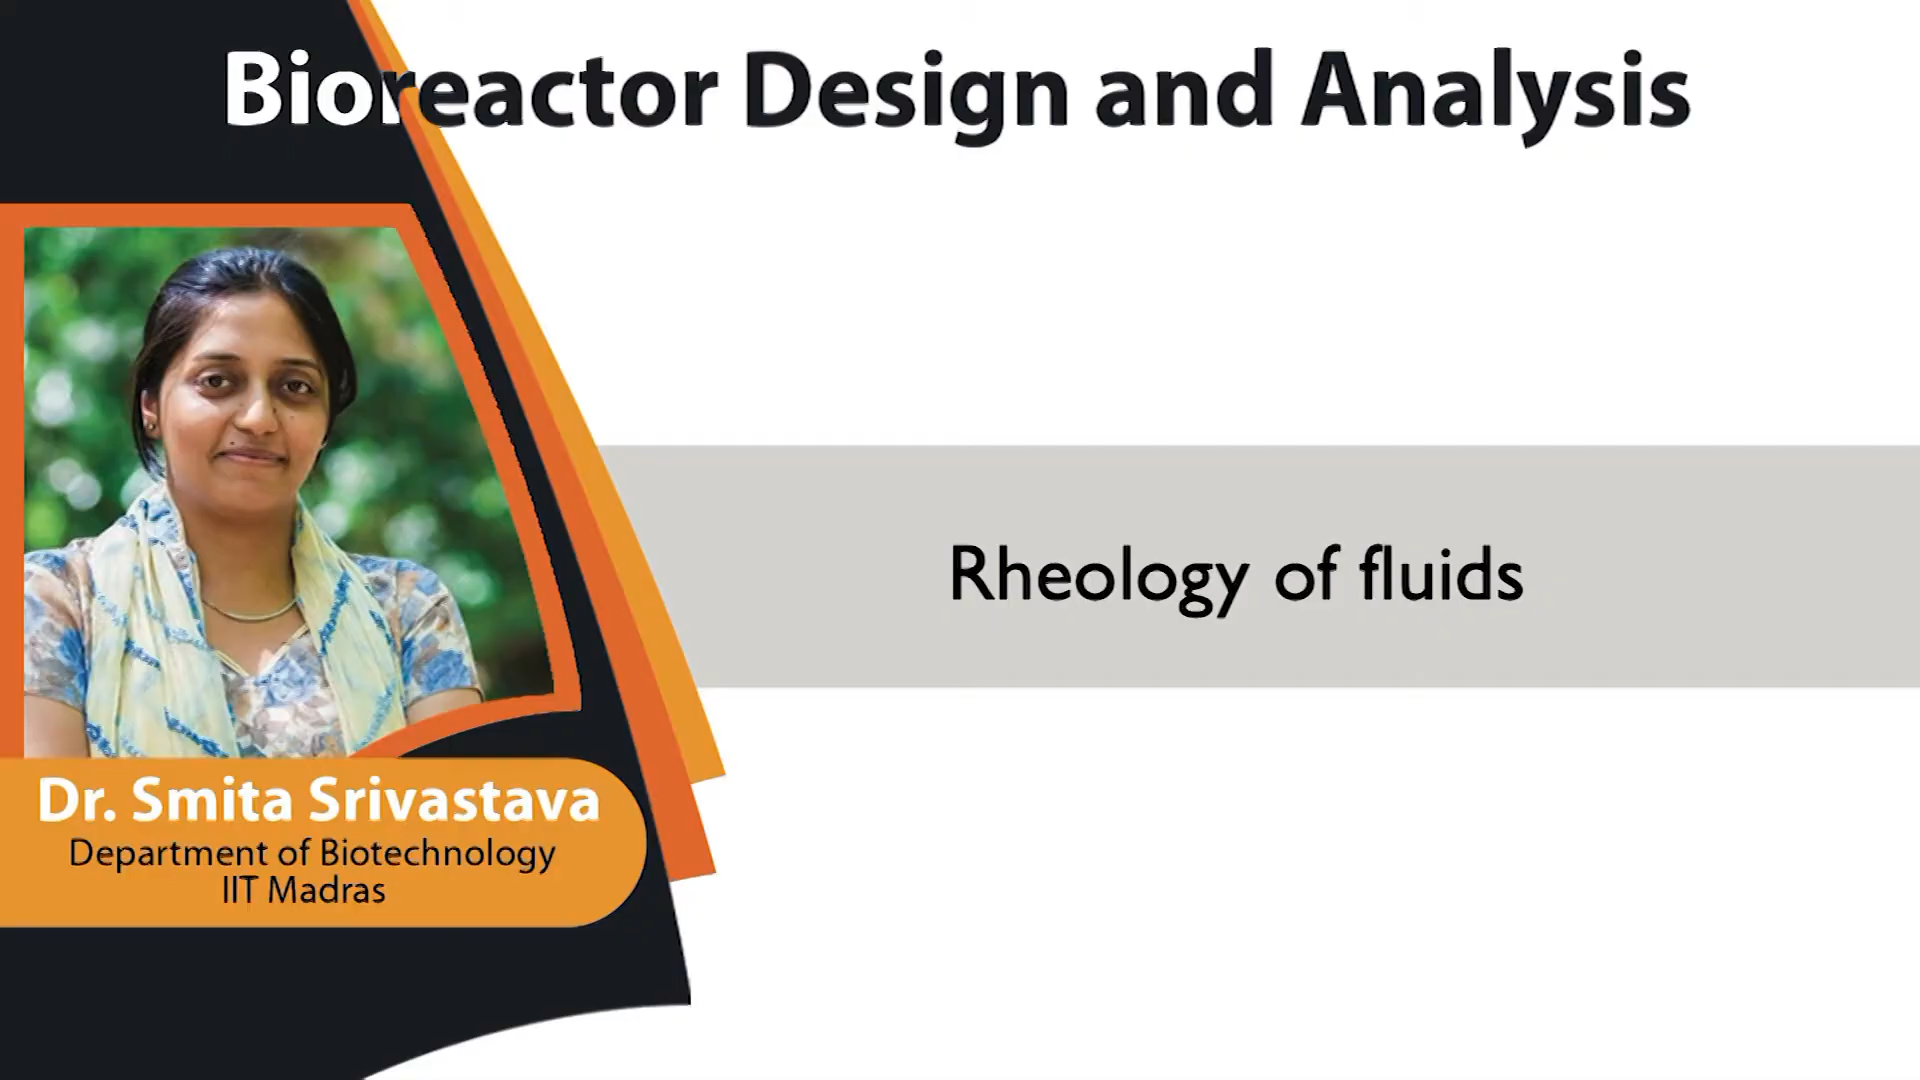 Bioreactor Design and Analysis
Rheology of fluids
Dr. Smita Srivastava
Department of Biotechnology
IIT Madras